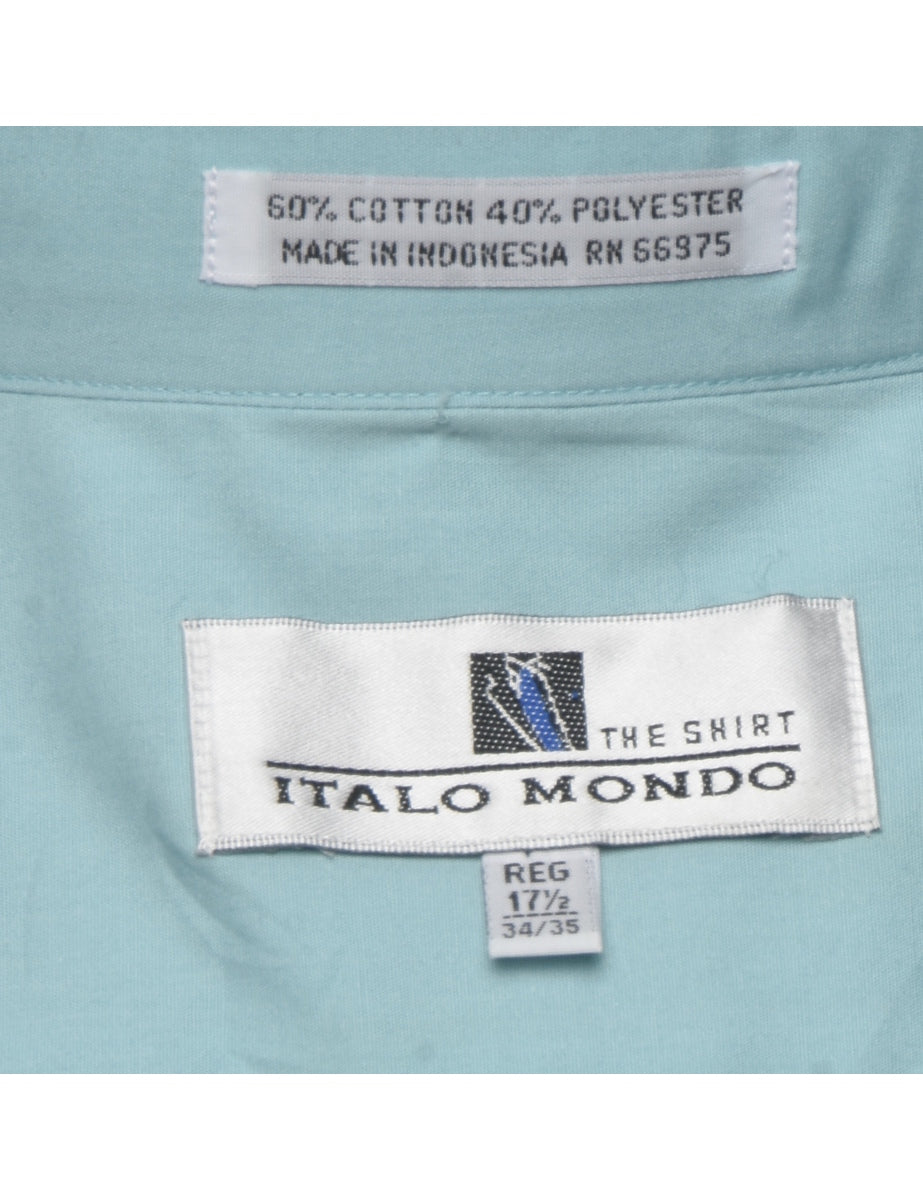 60% COTTON 40% POLYESTER
MADE IN INDONESIA RN 66975
THE SHIRT
ITALO MONDO
REG
17½
34/35